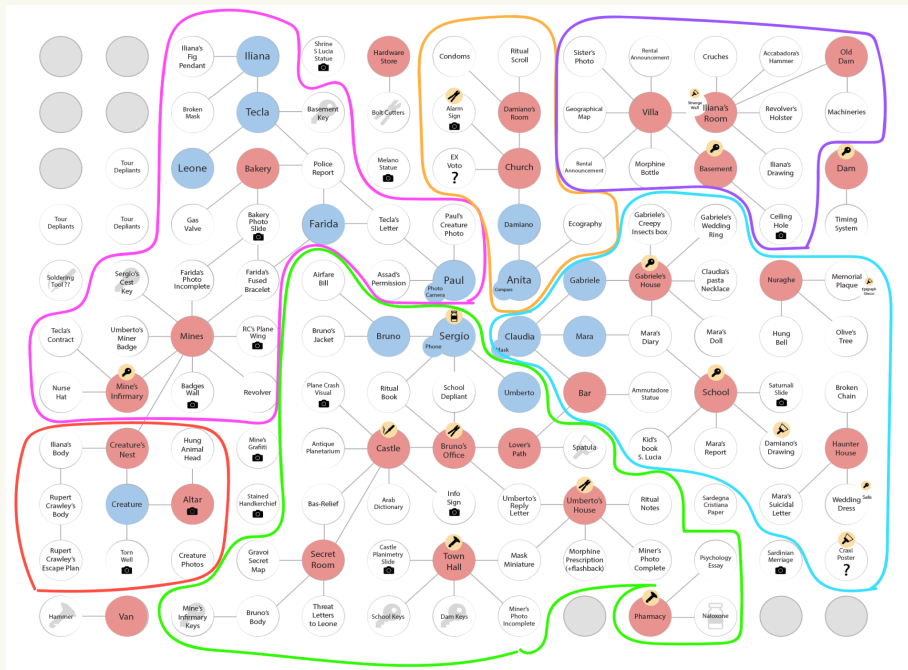 Iliana's
Fig
Pendant
Iliana
Shrine
S Lucia
Statue
Hardware
Store
Condoms
Ritual
Scroll
Sister's
Photo
Rental
Announcement
Cruches
Accabadora's
Hammer
Old
Dam
Broken
Mask
Tecla
Basement
Key
Bolt Cutters
Alarm
Sign
Damiano's
Room
Geographical
Map
Villa
Strange
Wall
Iliana's
Room
Revolver's
Holster
Machineries
Tour
Depliants
Leone
Bakery
Police
Report
Melano
Statue
EX
Voto
?
Church
Rental
Announcement
Morphine
Bottle
Basement
Iliana's
Drawing
Dam
Tour
Depliants
Tour
Depliants
Gas
Valve
Bakery
Photo
Slide
Farida
Tecla's
Letter
Paul's
Creature
Photo
Damiano
Ecography
Gabriele's
Creepy
Insects box
Gabriele's
Wedding
Ring
Ceiling
Hole
Timing
System
Soldering
Tool ??
Sergio's
Cest
Key
Farida's
Photo
Incomplete
Farida's
Fused
Bracelet
Airfare
Bill
Assad's
Permission
Paul
Photo
Camera
Anita
Compass
Gabriele
Gabriele's
House
Claudia's
pasta
Necklace
Nuraghe
Memorial
Plaque
Tecla's
Contract
Umberto's
Miner
Badge
Mines
RC's Plane
Wing
Bruno's
Jacket
Bruno
Sergio
Phone
Claudia
Mask
Mara
Mara's
Diary
Mara's
Doll
Hung
Bell
Olive's
Tree
Nurse
Hat
Mine's
Infirmary
Badges
Wall
Revolver
Plane Crash
Visual
Ritual
Book
School
Depliant
Umberto
Bar
Ammutadore
Statue
School
Saturnali
Slide
Broken
Chain
Iliana's
Body
Creature's
Nest
Hung
Animal
Head
Mine's
Grafiti
Antique
Planetarium
Castle
Bruno's
Office
Lover's
Path
Spatula
Kid's
book
S. Lucia
Mara's
Report
Damiano's
Drawing
Haunter
House
Rupert
Crawley's
Body
Creature
Altar
Stained
Handkerchief
Bas-Relief
Arab
Dictionary
Info
Sign
Umberto's
Reply
Letter
Umberto's
House
Ritual
Notes
Sardegna
Cristiana
Paper
Mara's
Suicidal
Letter
Wedding
Dress
Safe
Rupert
Crawley's
Escape Plan
Torn
Well
Creature
Photos
Gravoi
Secret
Map
Secret
Room
Castle
Planimetry
Slide
Town
Hall
Mask
Miniature
Morphine
Prescription
(+flashback)
Miner's
Photo
Complete
Psychology
Essay
Sardinian
Merriage
Craxi
Poster
?
Hammer
Van
Mine's
Infirmary
Keys
Bruno's
Body
Threat
Letters
to Leone
School Keys
Dam Keys
Miner's
Photo
Incomplete
Pharmacy
Naloxone